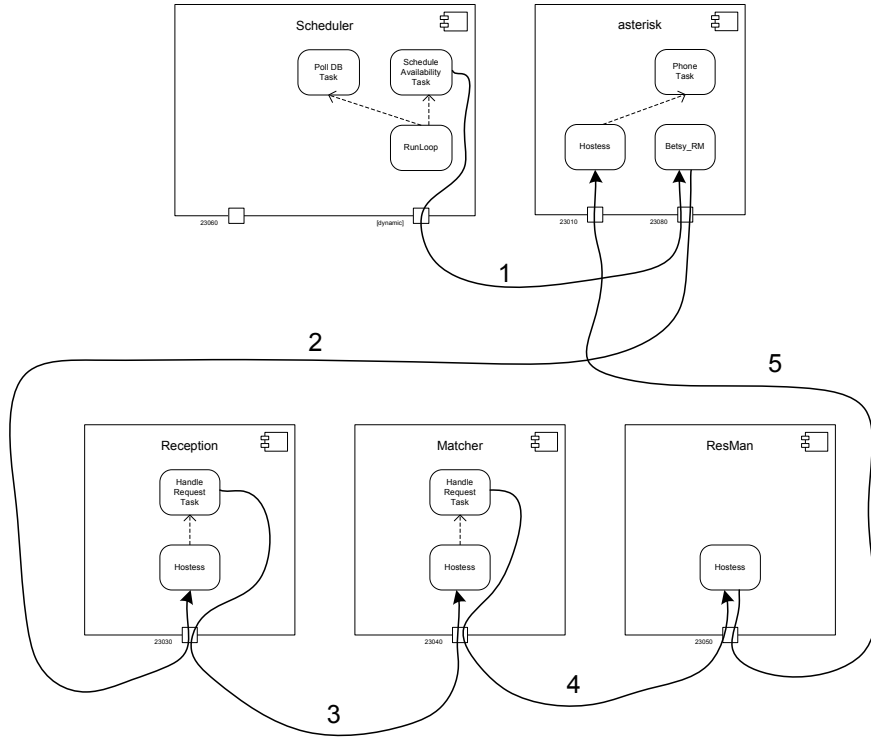 Scheduler
asterisk
Poll DB
Task
Schedule
Availability
Task
Phone
Task
RunLoop
Hostess
Betsy_RM
23060
[dynamic]
23010
23080
1
2
5
Reception
Matcher
ResMan
Handle
Request
Task
Handle
Request
Task
Hostess
Hostess
Hostess
23030
23040
23050
3
4